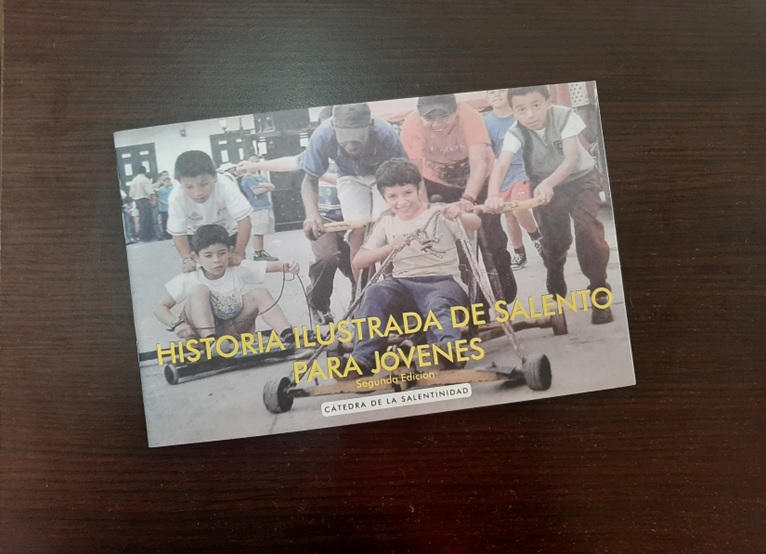 HISTORIA ILUSTRADA DE SALENTO
PARA JÓVENES
Segunda Edición
CÁTEDRA DE LA SALENTINIDAD